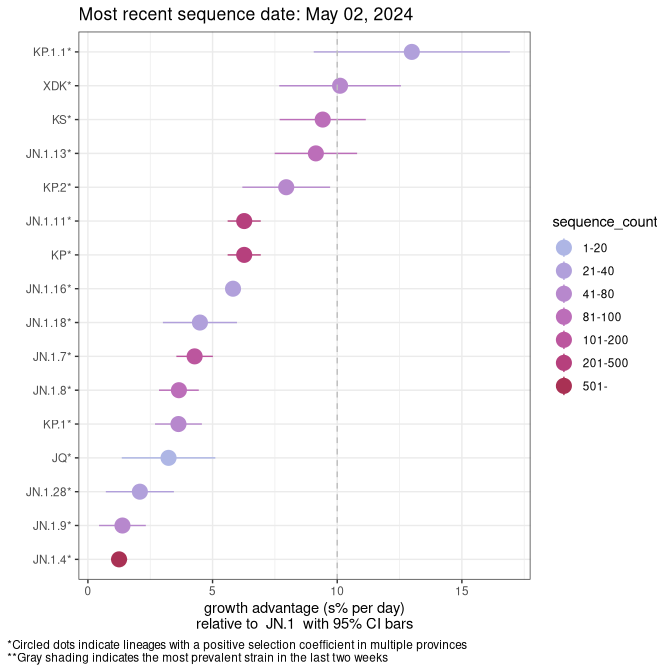 Most recent sequence date: May 02, 2024
KP.1.1*
XDK*
KS*
JN.1.13*
KP.2*
JN.1.11*
KP*
JN.1.16*
JN.1.18*
JN.1.7*
JN.1.8*
KP.1*
JQ*
JN.1.28*
JN.1.9*
JN.1.4*
0 5 10 15
growth advantage (s% per day)
relative to JN.1 with 95% CI bars
sequence_count
1-20
21-40
41-80
81-100
101-200
201-500
501-
*Circled dots indicate lineages with a positive selection coefficient in multiple provinces
**Gray shading indicates the most prevalent strain in the last two weeks